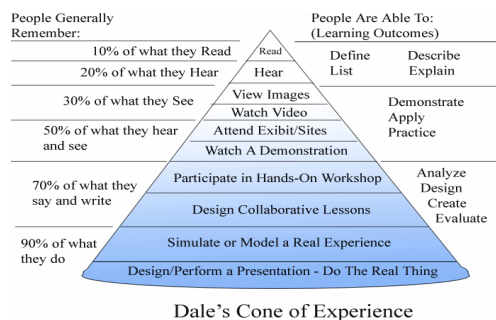 People Generally
Remember:
10% of what they Read
20% of what they Hear
30% of what they See
50% of what they hear
and see
70% of what they
say and write
90% of what
they do
Read
Hear
View Images
Watch Video
Attend Exibit/Sites
Watch A Demonstration
Participate in Hands-On Workshop
Design Collaborative Lessons
Simulate or Model a Real Experience
Design/Perform a Presentation - Do The Real Thing
People Are Able To:
(Learning Outcomes)
Define Describe
List Explain
Demonstrate
Apply
Practice
Analyze
Design
Create
Evaluate
Dale's Cone of Experience